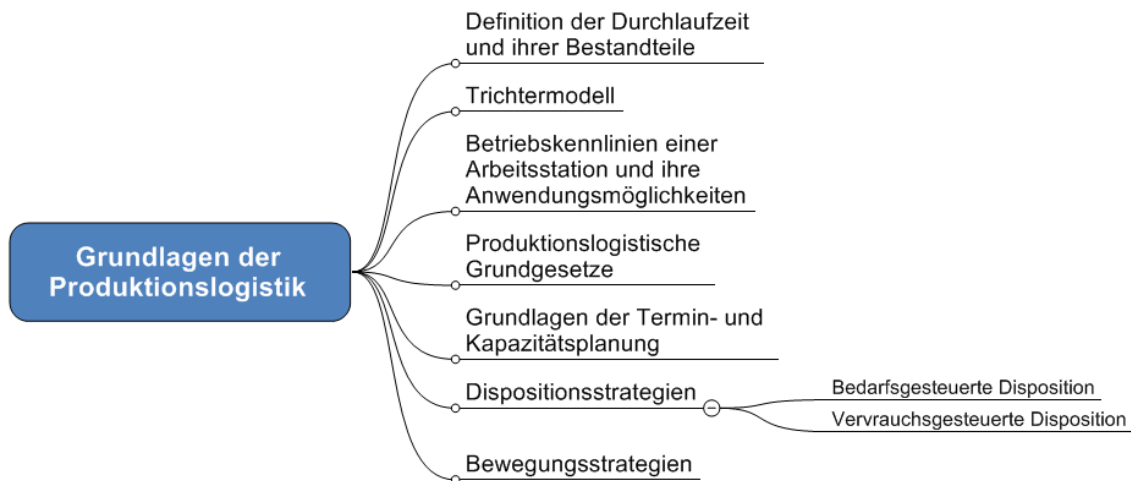 Definition der Durchlaufzeit
und ihrer Bestandteile
Trichtermodell
Betriebskennlinien einer
Arbeitsstation und ihre
Anwendungsmöglichkeiten
Grundlagen der
Produktionslogistik
Produktionslogistische
Grundgesetze
Grundlagen der Termin- und
Kapazitätsplanung
Dispositionsstrategien
Bedarfsgesteuerte Disposition
Vervrauchsgesteuerte Disposition
Bewegungsstrategien